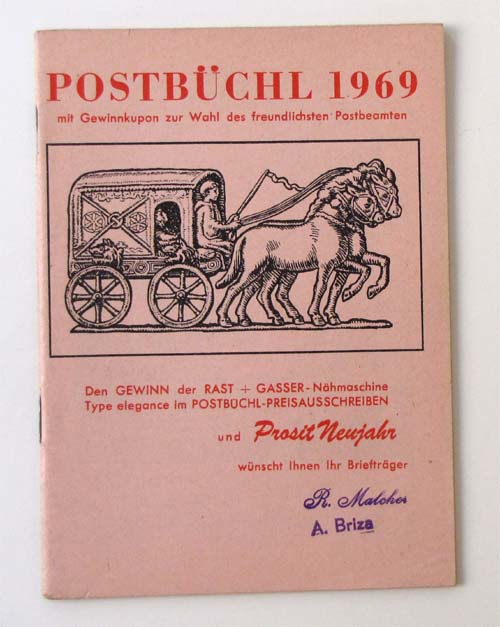 POSTBÜCHL 1969
mit Gewinnkupon zur Wahl des freundlichsten Postbeamten
Den GEWINN der RAST + GASSER-Nähmaschine
Type elegance im POSTBÜCHL-PREISAUSSCHREIBEN
und Prosit Neujahr
wünscht Ihnen Ihr Briefträger
R. Malcher
A. Briza